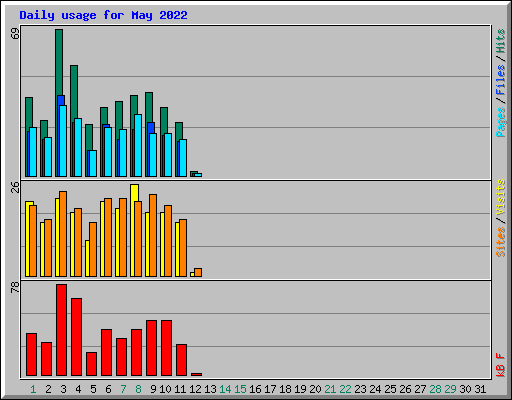 Daily usage for May 2022
69
26
78
Pages/Files/Hits
Sites/Visits
kB F
1 2 3 4 5 6 7 8 9 10 11 12 13 14 15 16 17 18 19 20 21 22 23 24 25 26 27 28 29 30 31